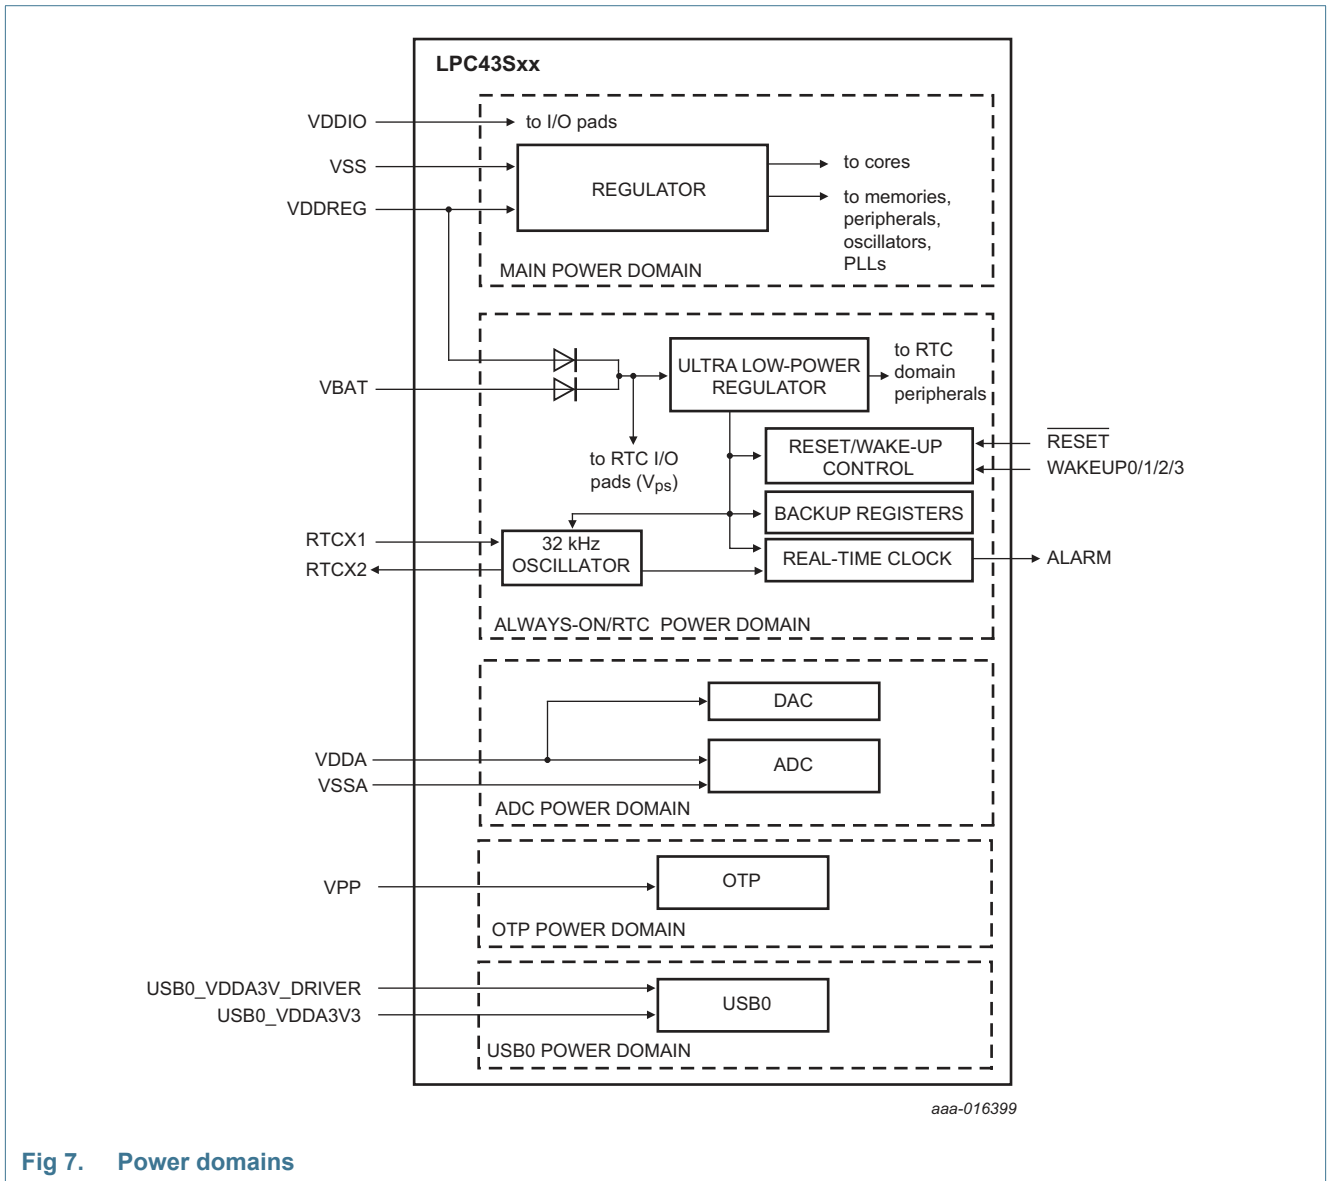 LPC43Sxx
VDDIO
to I/O pads
VSS
VDDREG
REGULATOR
to cores
to memories,
peripherals,
oscillators,
PLLs
MAIN POWER DOMAIN
VBAT
ULTRA LOW-POWER
REGULATOR
to RTC
domain
peripherals
to RTC I/O
pads (Vps)
RESET/WAKE-UP
CONTROL
RESET
WAKEUP0/1/2/3
BACKUP REGISTERS
RTCX1
RTCX2
32 kHz
OSCILLATOR
REAL-TIME CLOCK
ALARM
ALWAYS-ON/RTC POWER DOMAIN
DAC
VDDA
VSSA
ADC
ADC POWER DOMAIN
VPP
OTP
OTP POWER DOMAIN
USB0_VDDA3V_DRIVER
USB0_VDDA3V3
USB0
USB0 POWER DOMAIN
aaa-016399
Fig 7. Power domains